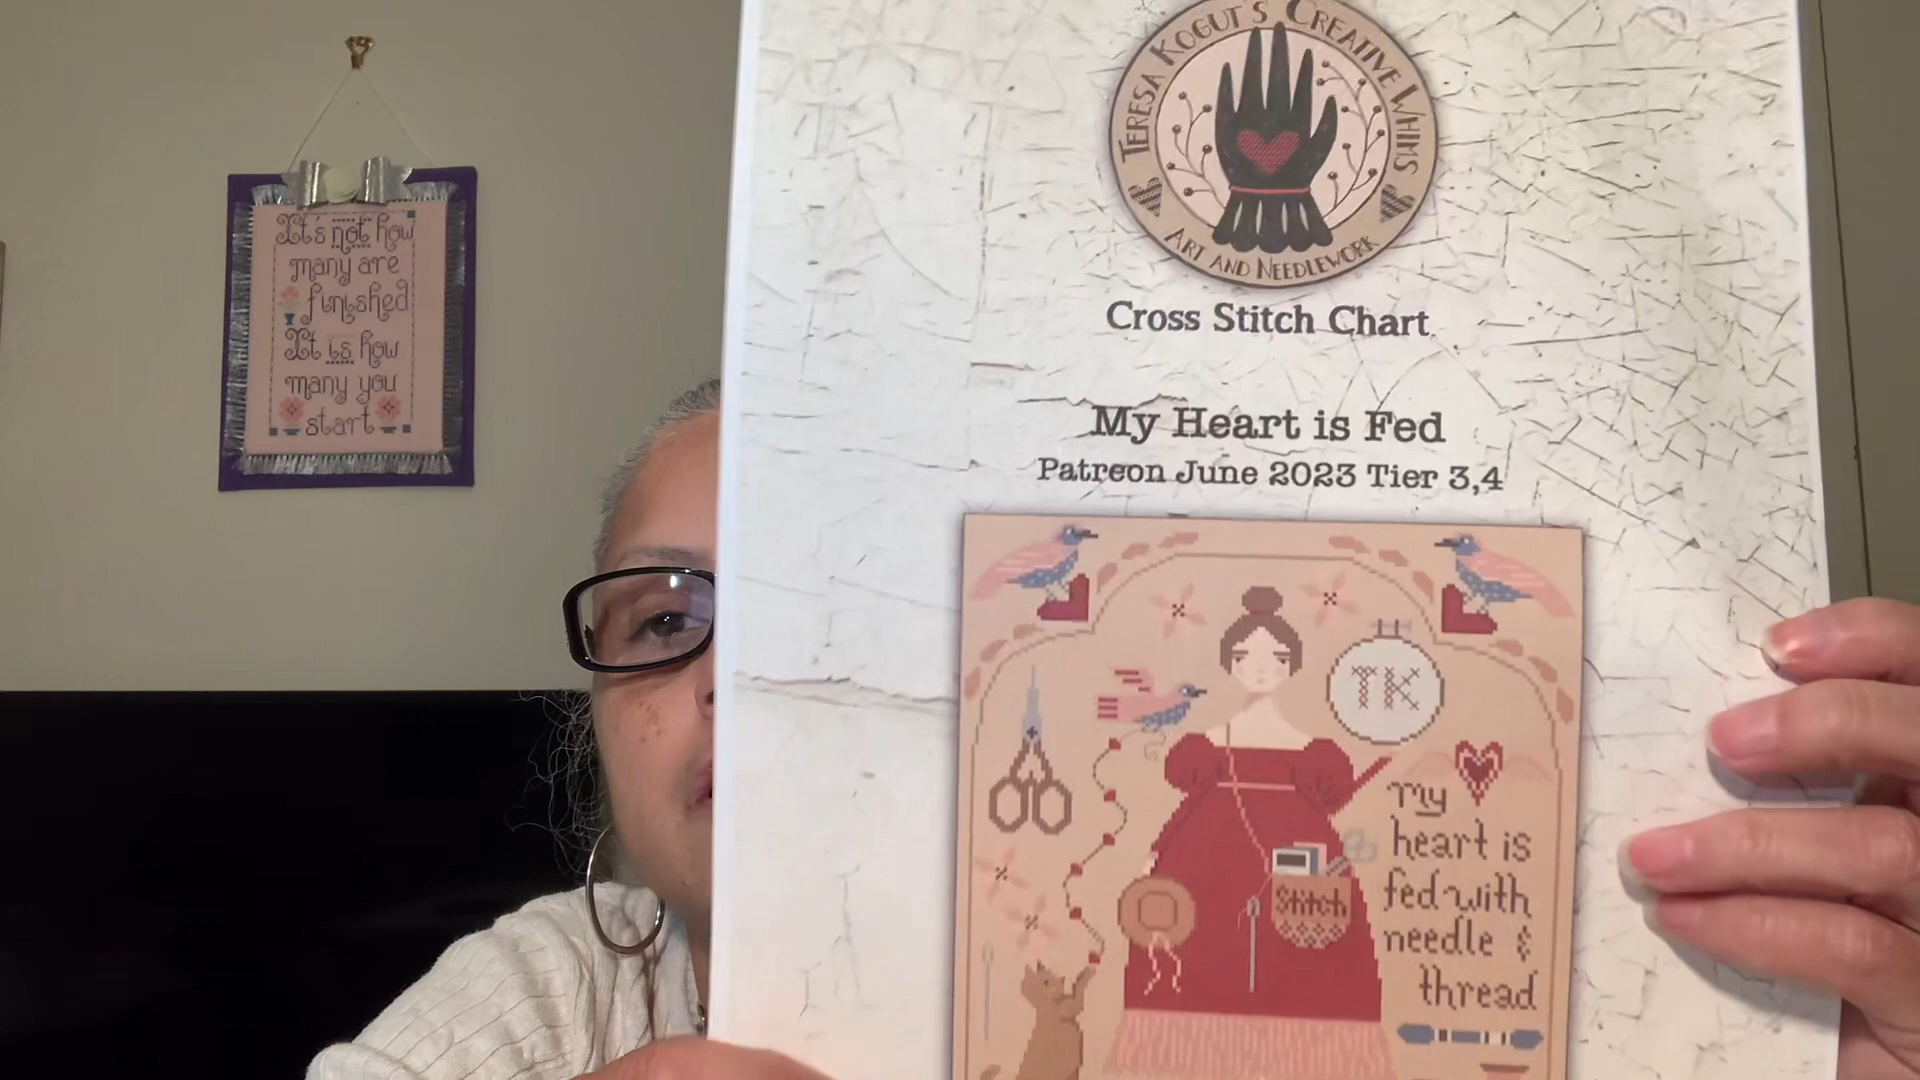 It's not how
many are
finished
It is how
many you
start
TERESA KOGUT'S CREATIVE WHIMS
ART AND NEEDLEWORK
Cross Stitch Chart
My Heart is Fed
Patreon June 2023 Tier 3,4
TK
my
heart is
fed with
needle &
thread
Stitch